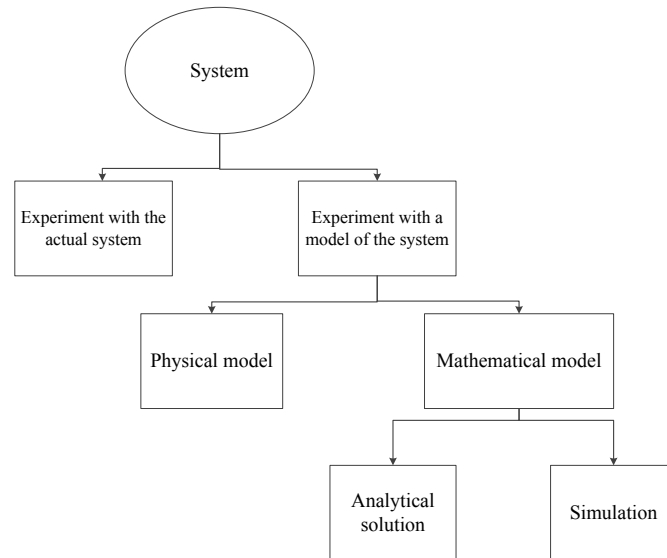 System
Experiment with the
actual system
Experiment with a
model of the system
Physical model
Mathematical model
Analytical
solution
Simulation